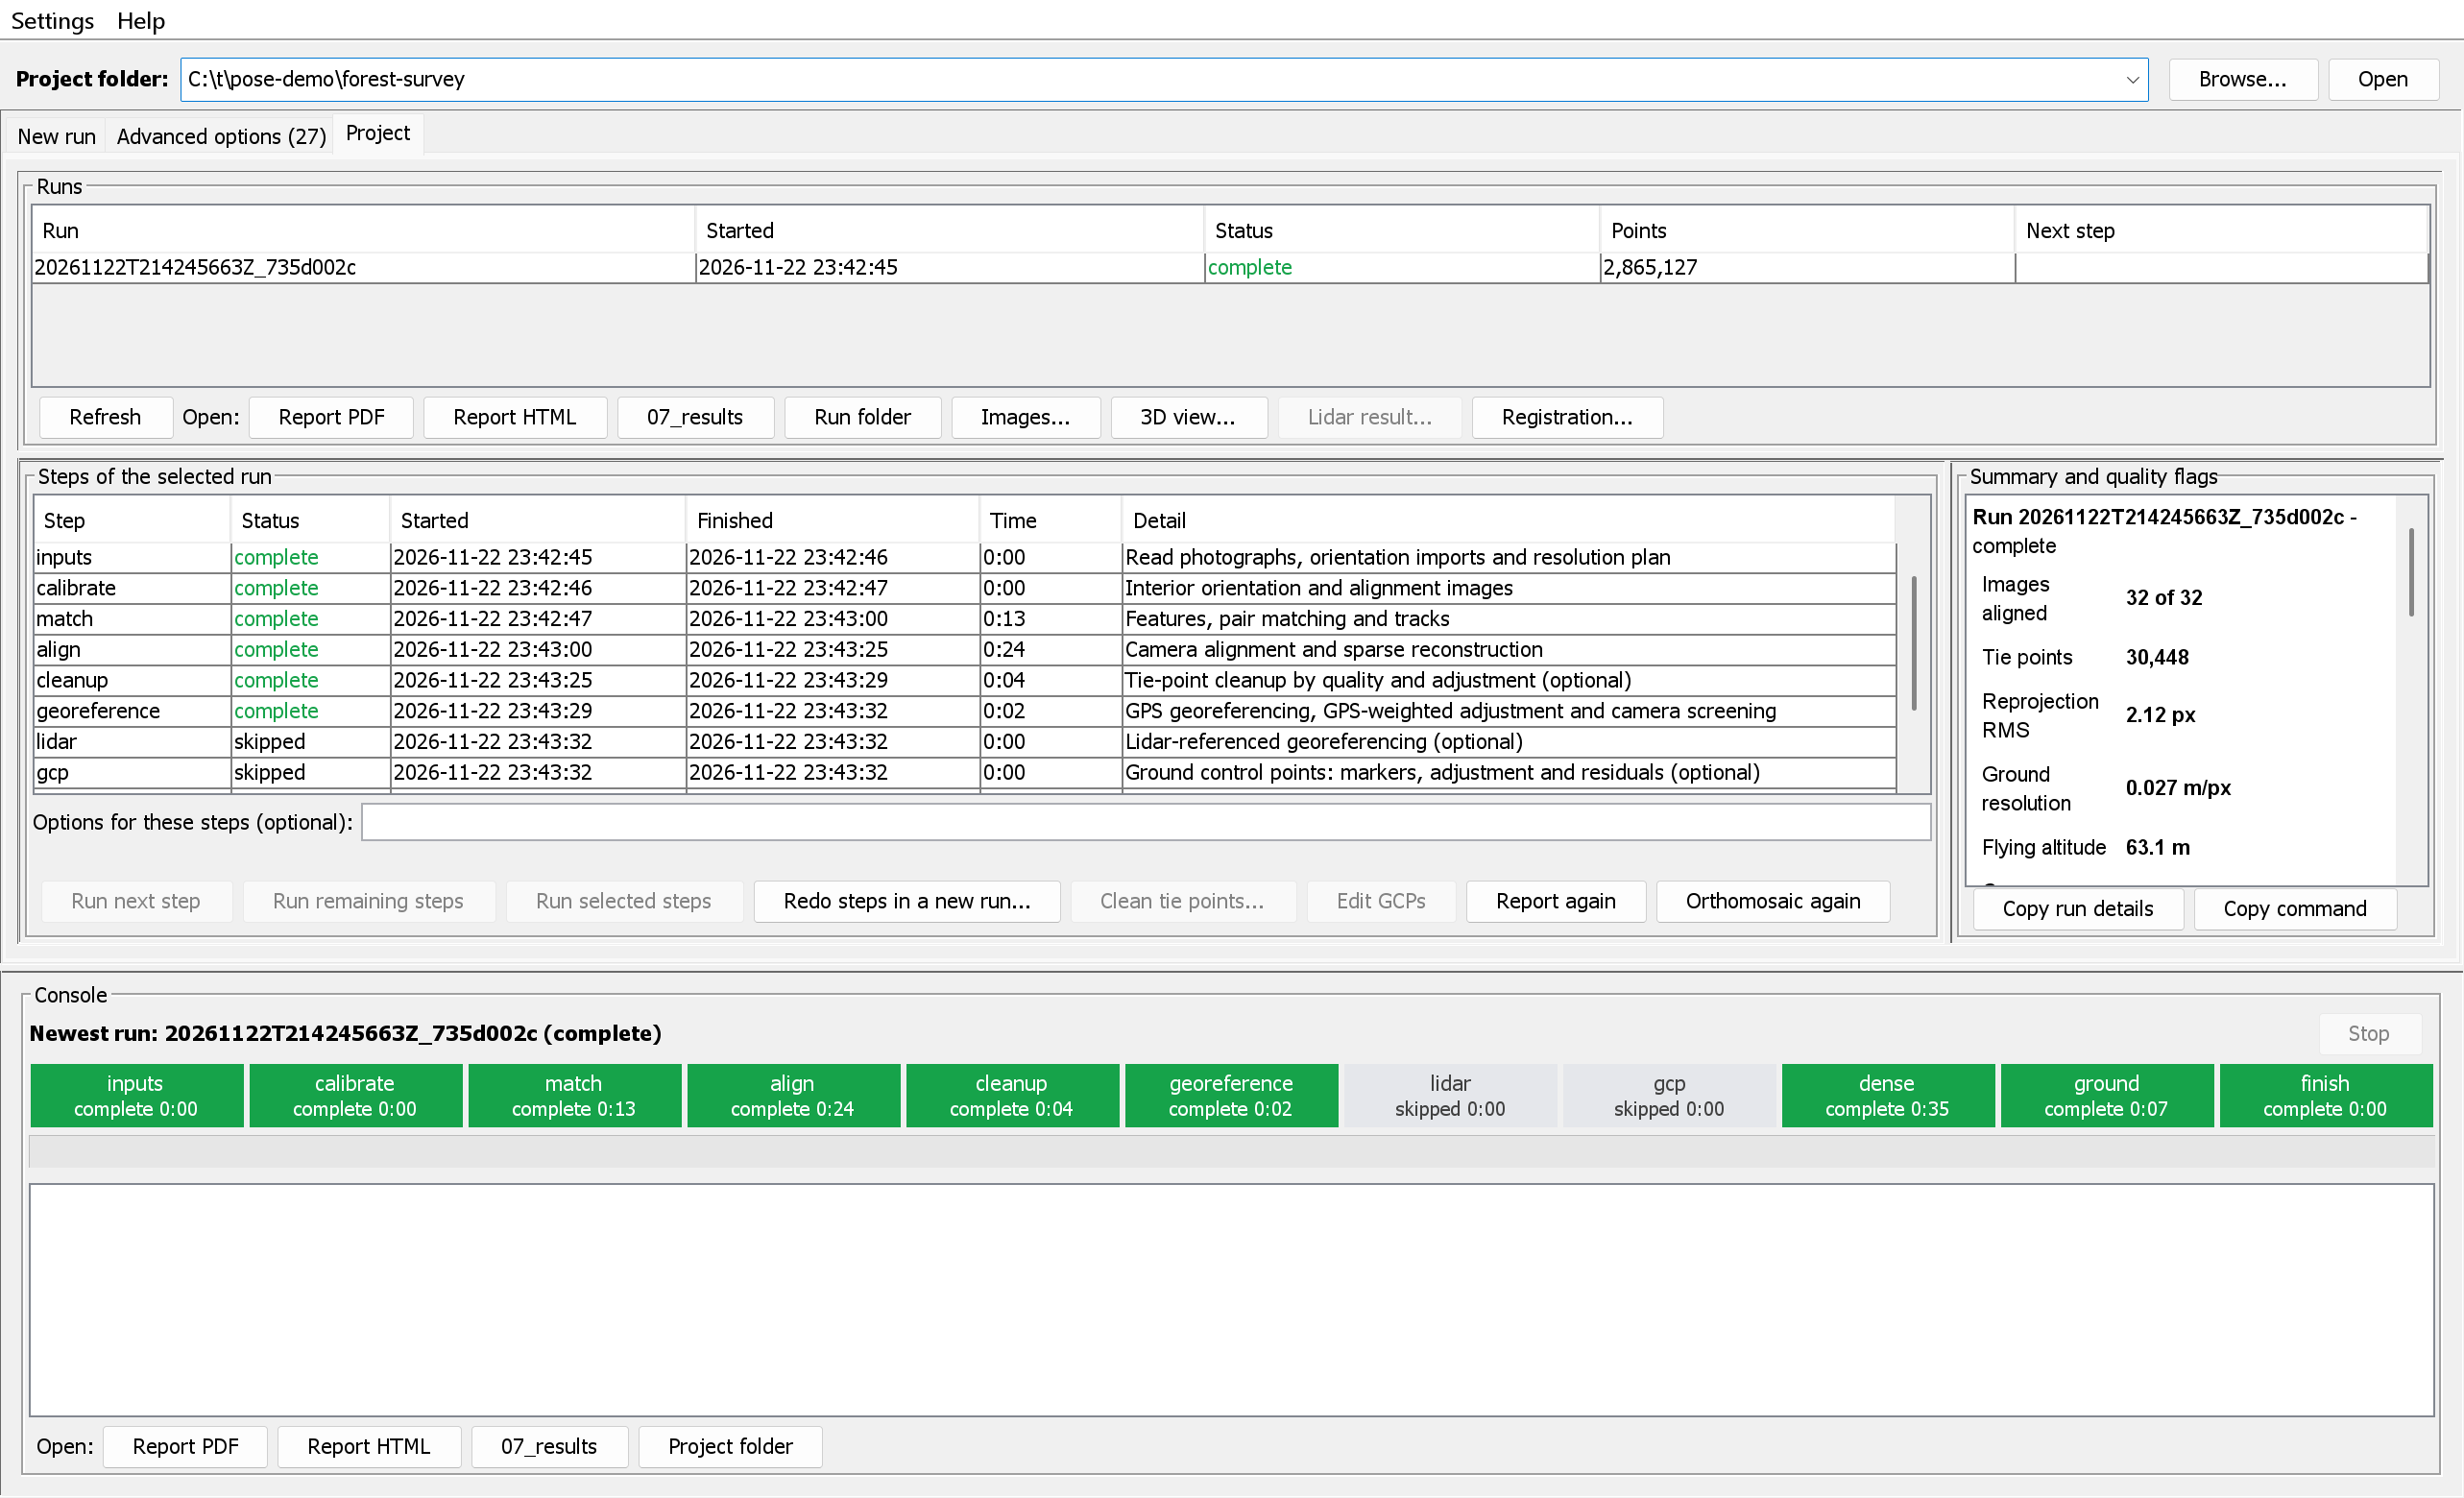 Settings Help
Project folder: C:\t\pose-demo\forest-survey Browse... Open
New run Advanced options (27) Project
Runs
Run Started Status Points Next step
20261122T214245663Z_735d002c 2026-11-22 23:42:45 complete 2,865,127
Refresh Open: Report PDF Report HTML 07_results Run folder Images... 3D view... Lidar result... Registration...
Steps of the selected run
Step Status Started Finished Time Detail
inputs complete 2026-11-22 23:42:45 2026-11-22 23:42:46 0:00 Read photographs, orientation imports and resolution plan
calibrate complete 2026-11-22 23:42:46 2026-11-22 23:42:47 0:00 Interior orientation and alignment images
match complete 2026-11-22 23:42:47 2026-11-22 23:43:00 0:13 Features, pair matching and tracks
align complete 2026-11-22 23:43:00 2026-11-22 23:43:25 0:24 Camera alignment and sparse reconstruction
cleanup complete 2026-11-22 23:43:25 2026-11-22 23:43:29 0:04 Tie-point cleanup by quality and adjustment (optional)
georeference complete 2026-11-22 23:43:29 2026-11-22 23:43:32 0:02 GPS georeferencing, GPS-weighted adjustment and camera screening
lidar skipped 2026-11-22 23:43:32 2026-11-22 23:43:32 0:00 Lidar-referenced georeferencing (optional)
gcp skipped 2026-11-22 23:43:32 2026-11-22 23:43:32 0:00 Ground control points: markers, adjustment and residuals (optional)
Options for these steps (optional):
Run next step Run remaining steps Run selected steps Redo steps in a new run... Clean tie points... Edit GCPs Report again Orthomosaic again
Summary and quality flags
Run 20261122T214245663Z_735d002c -
complete
Images
aligned 32 of 32
Tie points 30,448
Reprojection
RMS 2.12 px
Ground
resolution 0.027 m/px
Flying altitude 63.1 m
Copy run details Copy command
Console
Newest run: 20261122T214245663Z_735d002c (complete) Stop
inputs calibrate match align cleanup georeference lidar gcp dense ground finish
complete 0:00 complete 0:00 complete 0:13 complete 0:24 complete 0:04 complete 0:02 skipped 0:00 skipped 0:00 complete 0:35 complete 0:07 complete 0:00
Open: Report PDF Report HTML 07_results Project folder